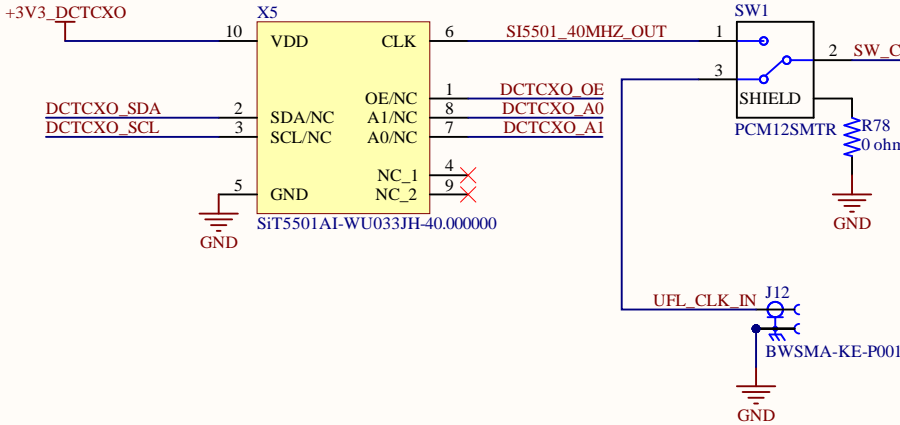 +3V3_DCTCXO
X5
SW1
10 VDD CLK 6 SI5501_40MHZ_OUT 1
2 SW_C
3
OE/NC 1 DCTCXO_OE
SHIELD
DCTCXO_SDA 2 SDA/NC A1/NC 8 DCTCXO_A0
DCTCXO_SCL 3 SCL/NC A0/NC 7 DCTCXO_A1
PCM12SMTR
R78
0 ohm
NC_1 4
5 GND NC_2 9
SiT5501AI-WU033JH-40.000000
GND
GND
UFL_CLK_IN J12
BWSMA-KE-P001
GND